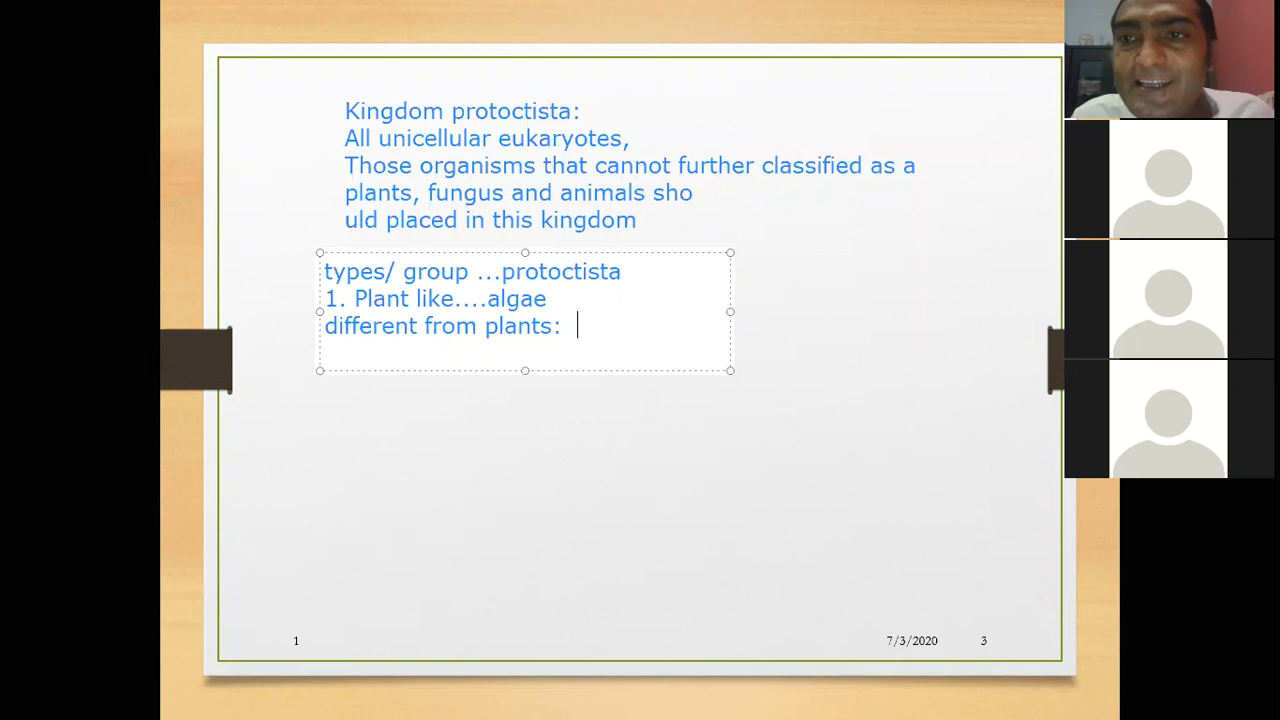 Kingdom protoctista:
All unicellular eukaryotes,
Those organisms that cannot further classified as a
plants, fungus and animals sho
uld placed in this kingdom
types/ group ...protoctista
1. Plant like....algae
different from plants:
1
7/3/2020
3